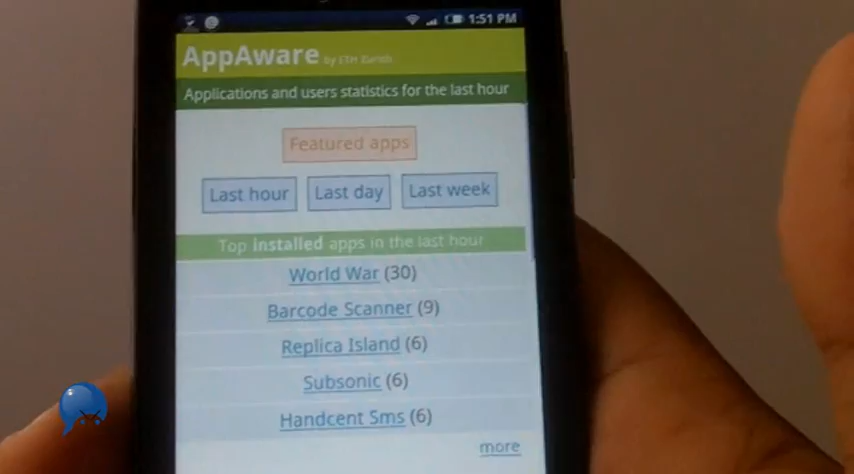 1:51 PM
AppAware by ETH Zurich
Applications and users statistics for the last hour
Featured apps
Last hour Last day Last week
Top installed apps in the last hour
World War (30)
Barcode Scanner (9)
Replica Island (6)
Subsonic (6)
Handcent Sms (6)
more